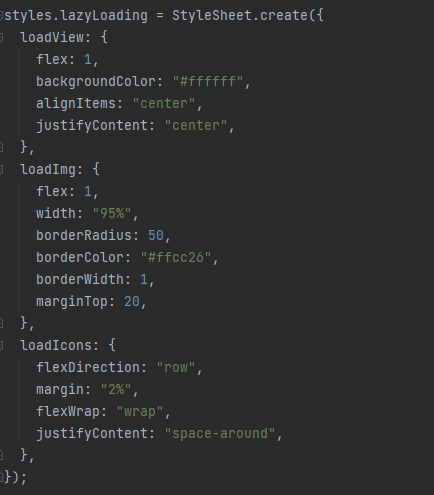 styles.lazyLoading = StyleSheet.create({
  loadView: {
    flex: 1,
    backgroundColor: "#ffffff",
    alignItems: "center",
    justifyContent: "center",
  },
  loadImg: {
    flex: 1,
    width: "95%",
    borderRadius: 50,
    borderColor: "#ffcc26",
    borderWidth: 1,
    marginTop: 20,
  },
  loadIcons: {
    flexDirection: "row",
    margin: "2%",
    flexWrap: "wrap",
    justifyContent: "space-around",
  },
});